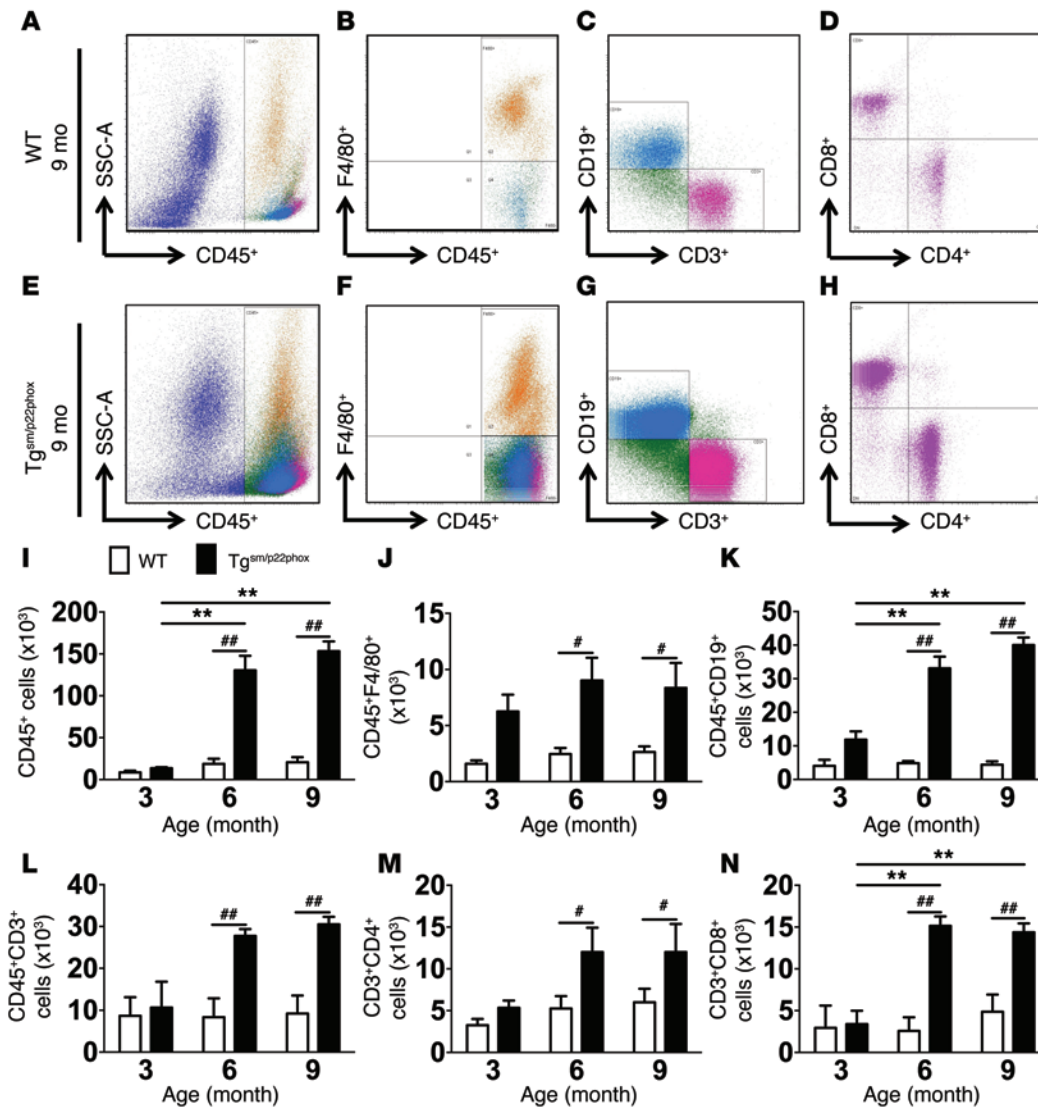 A
B
C
D
WT
9 mo
SSC-A
CD45+
CD45⁺
F4/80⁺
CD45⁺
CD19⁺
CD3⁺
CD8⁺
CD4⁺
E
F
G
H
Tgsm/p22phox
9 mo
SSC-A
CD45⁺
F4/80⁺
CD45⁺
CD19⁺
CD3⁺
CD8⁺
CD4⁺
I
WT
Tgsm/p22phox
CD45⁺ cells (x10³)
200
150
100
50
0
**
**
##
##
3 6 9
Age (month)
J
CD45⁺F4/80⁺
(x10³)
15
10
5
0
#
#
3 6 9
Age (month)
K
CD45⁺CD19⁺
cells (x10³)
50
40
30
20
10
0
**
**
##
##
3 6 9
Age (month)
L
CD45⁺CD3⁺
cells (x10³)
40
30
20
10
0
##
##
3 6 9
Age (month)
M
CD3⁺CD4⁺
cells (x10³)
20
15
10
5
0
#
#
3 6 9
Age (month)
N
CD3⁺CD8⁺
cells (x10³)
20
15
10
5
0
**
**
##
##
3 6 9
Age (month)